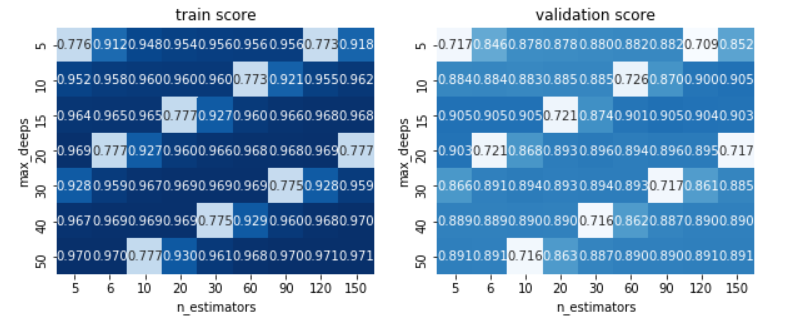 train score
5 0.776 0.912 0.948 0.954 0.956 0.956 0.956 0.773 0.918
10 0.952 0.958 0.960 0.960 0.960 0.773 0.921 0.955 0.962
15 0.964 0.965 0.965 0.777 0.927 0.960 0.966 0.968 0.968
20 0.969 0.777 0.927 0.960 0.966 0.968 0.968 0.969 0.777
30 0.928 0.959 0.967 0.969 0.969 0.969 0.775 0.928 0.959
40 0.967 0.969 0.969 0.969 0.775 0.929 0.960 0.968 0.970
50 0.970 0.970 0.777 0.930 0.961 0.968 0.970 0.971 0.971
max_deeps
5 6 10 20 30 60 90 120 150
n_estimators
validation score
5 0.717 0.846 0.878 0.878 0.880 0.882 0.882 0.709 0.852
10 0.884 0.884 0.883 0.885 0.885 0.726 0.870 0.900 0.905
15 0.905 0.905 0.905 0.721 0.874 0.901 0.905 0.904 0.903
20 0.903 0.721 0.868 0.893 0.896 0.894 0.896 0.895 0.717
30 0.866 0.891 0.894 0.893 0.894 0.893 0.717 0.861 0.885
40 0.889 0.889 0.890 0.890 0.716 0.862 0.887 0.890 0.890
50 0.891 0.891 0.716 0.863 0.887 0.890 0.890 0.891 0.891
max_deeps
5 6 10 20 30 60 90 120 150
n_estimators